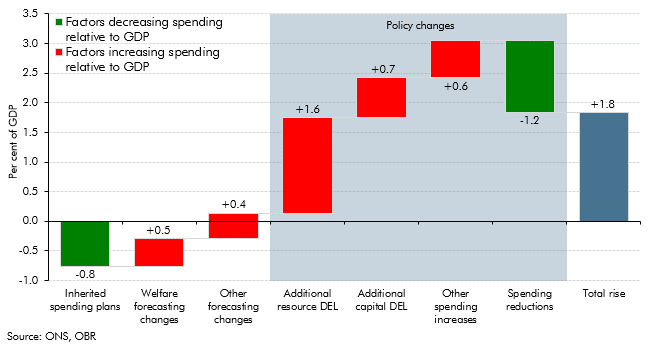 Factors decreasing spending
relative to GDP
Factors increasing spending
relative to GDP
Policy changes
Per cent of GDP
3.5
3.0
2.5
2.0
1.5
1.0
0.5
0.0
-0.5
-1.0
-0.8
+0.5
+0.4
+1.6
+0.7
+0.6
-1.2
+1.8
Inherited
spending plans
Welfare
forecasting
changes
Other
forecasting
changes
Additional
resource DEL
Additional
capital DEL
Other
spending
increases
Spending
reductions
Total rise
Source: ONS, OBR